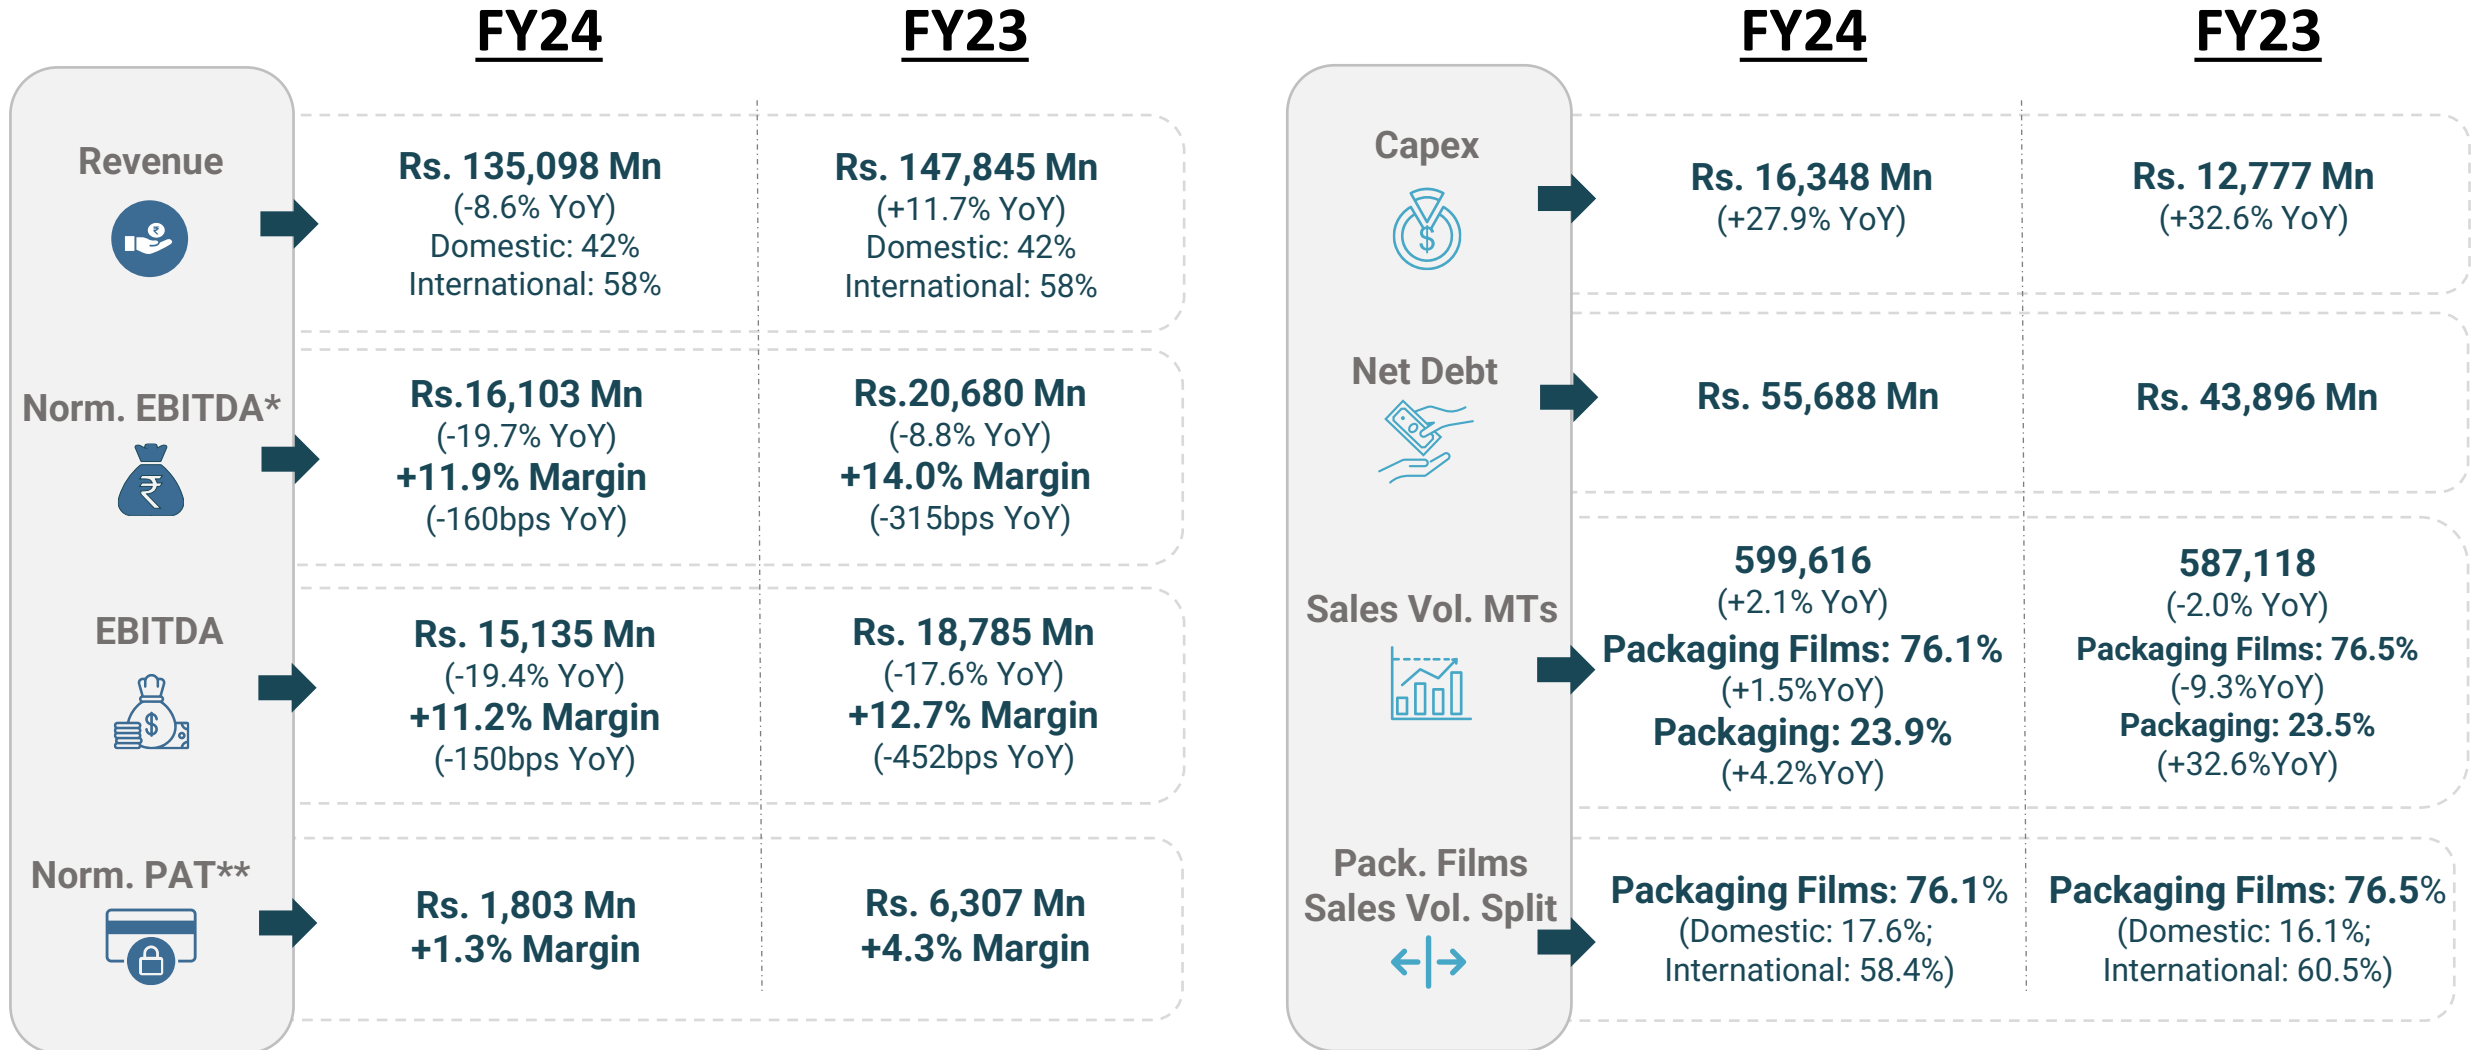 FY24
FY23
Revenue
Rs. 135,098 Mn
(-8.6% YoY)
Domestic: 42%
International: 58%
Rs. 147,845 Mn
(+11.7% YoY)
Domestic: 42%
International: 58%
Norm. EBITDA*
Rs.16,103 Mn
(-19.7% YoY)
+11.9% Margin
(-160bps YoY)
Rs.20,680 Mn
(-8.8% YoY)
+14.0% Margin
(-315bps YoY)
EBITDA
Rs. 15,135 Mn
(-19.4% YoY)
+11.2% Margin
(-150bps YoY)
Rs. 18,785 Mn
(-17.6% YoY)
+12.7% Margin
(-452bps YoY)
Norm. PAT**
Rs. 1,803 Mn
+1.3% Margin
Rs. 6,307 Mn
+4.3% Margin
FY24
FY23
Capex
Rs. 16,348 Mn
(+27.9% YoY)
Rs. 12,777 Mn
(+32.6% YoY)
Net Debt
Rs. 55,688 Mn
Rs. 43,896 Mn
Sales Vol. MTs
599,616
(+2.1% YoY)
Packaging Films: 76.1%
(+1.5%YoY)
Packaging: 23.9%
(+4.2%YoY)
587,118
(-2.0% YoY)
Packaging Films: 76.5%
(-9.3%YoY)
Packaging: 23.5%
(+32.6%YoY)
Pack. Films
Sales Vol. Split
Packaging Films: 76.1%
(Domestic: 17.6%;
International: 58.4%)
Packaging Films: 76.5%
(Domestic: 16.1%;
International: 60.5%)